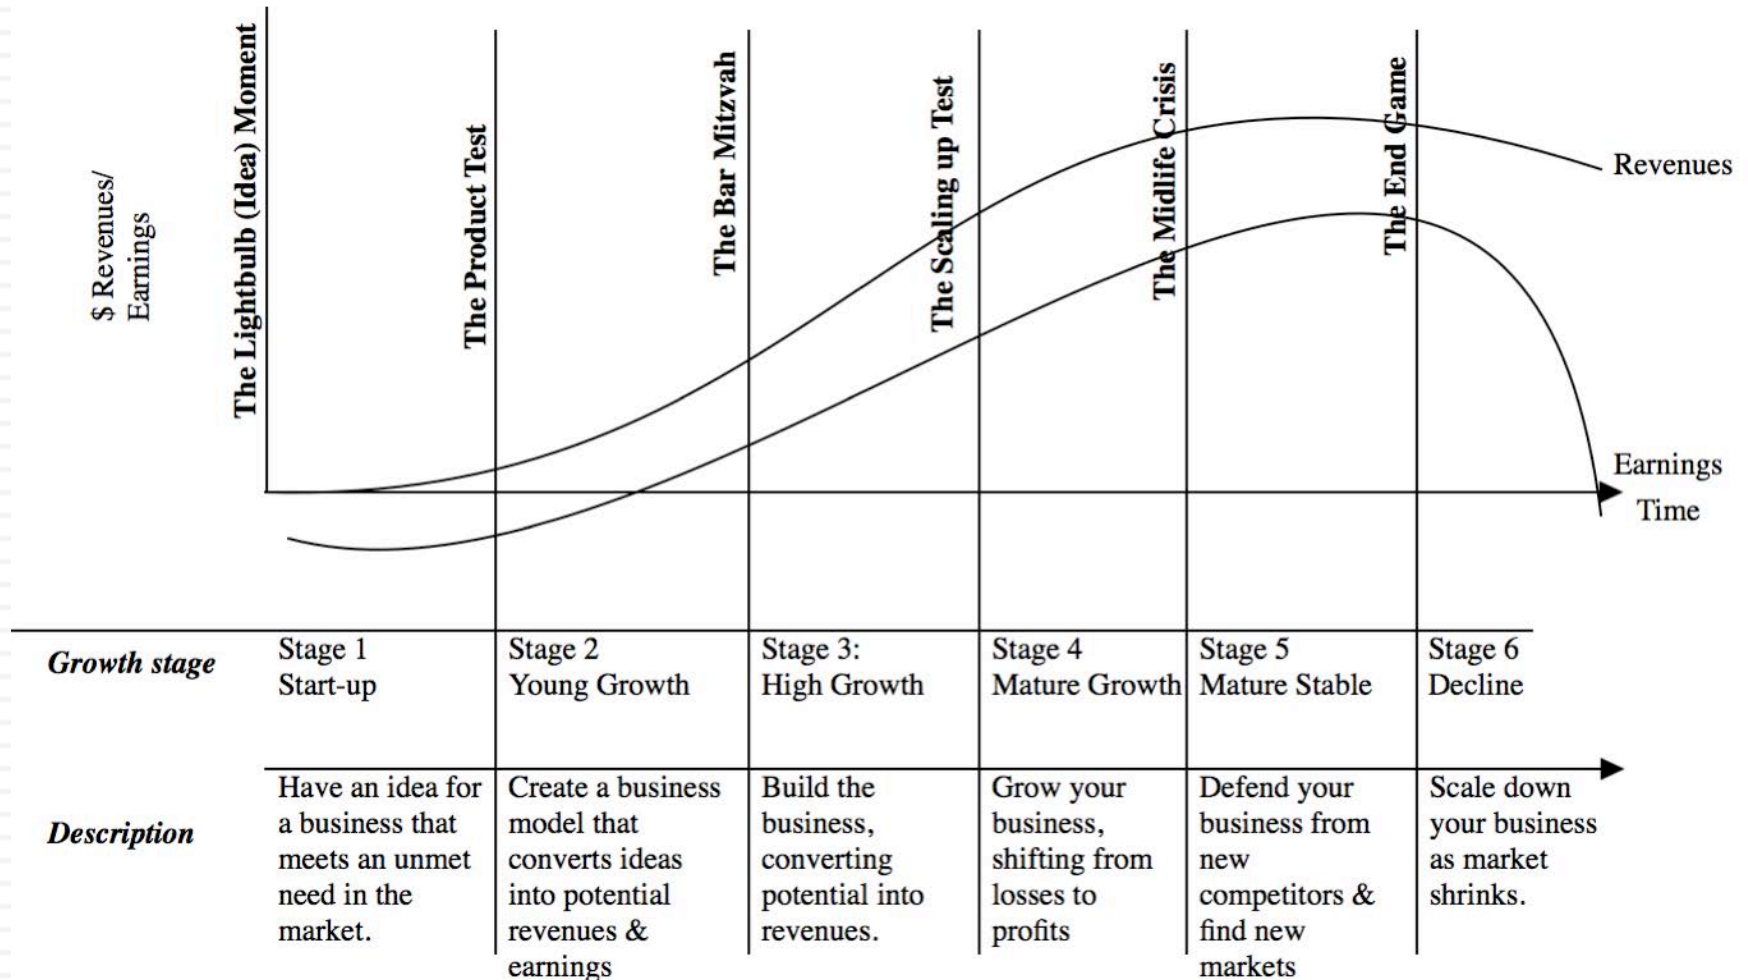 $ Revenues/
Earnings
The Lightbulb (Idea) Moment
The Product Test
The Bar Mitzvah
The Scaling up Test
The Midlife Crisis
The End Game
Revenues
Earnings
Time
Growth stage
Stage 1
Start-up
Stage 2
Young Growth
Stage 3:
High Growth
Stage 4
Mature Growth
Stage 5
Mature Stable
Stage 6
Decline
Description
Have an idea for
a business that
meets an unmet
need in the
market.
Create a business
model that
converts ideas
into potential
revenues &
earnings
Build the
business,
converting
potential into
revenues.
Grow your
business,
shifting from
losses to
profits
Defend your
business from
new
competitors &
find new
markets
Scale down
your business
as market
shrinks.